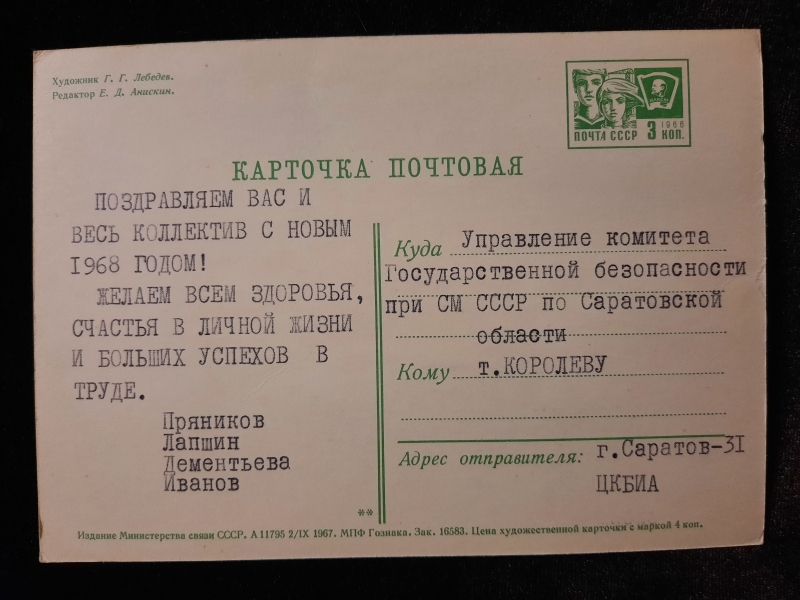 Художник Г. Г. Лебедев.
Редактор Е. Д. Анискин.
ПОЧТА СССР 3 1966 КОП.
КАРТОЧКА ПОЧТОВАЯ
ПОЗДРАВЛЯЕМ ВАС И
ВЕСЬ КОЛЛЕКТИВ С НОВЫМ
1968 ГОДОМ!
ЖЕЛАЕМ ВСЕМ ЗДОРОВЬЯ,
СЧАСТЬЯ В ЛИЧНОЙ ЖИЗНИ
И БОЛЬШИХ УСПЕХОВ В
ТРУДЕ.
Пряников
Лапшин
Дементьева
Иванов
Куда Управление комитета
Государственной безопасности
при СМ СССР по Саратовской
области
Кому т.КОРОЛЕВУ
Адрес отправителя: г.Саратов-31
ЦКБИА
**
Издание Министерства связи СССР. А 11795 2/IX 1967. МПФ Гознака. Зак. 16583. Цена художественной карточки с маркой 4 коп.